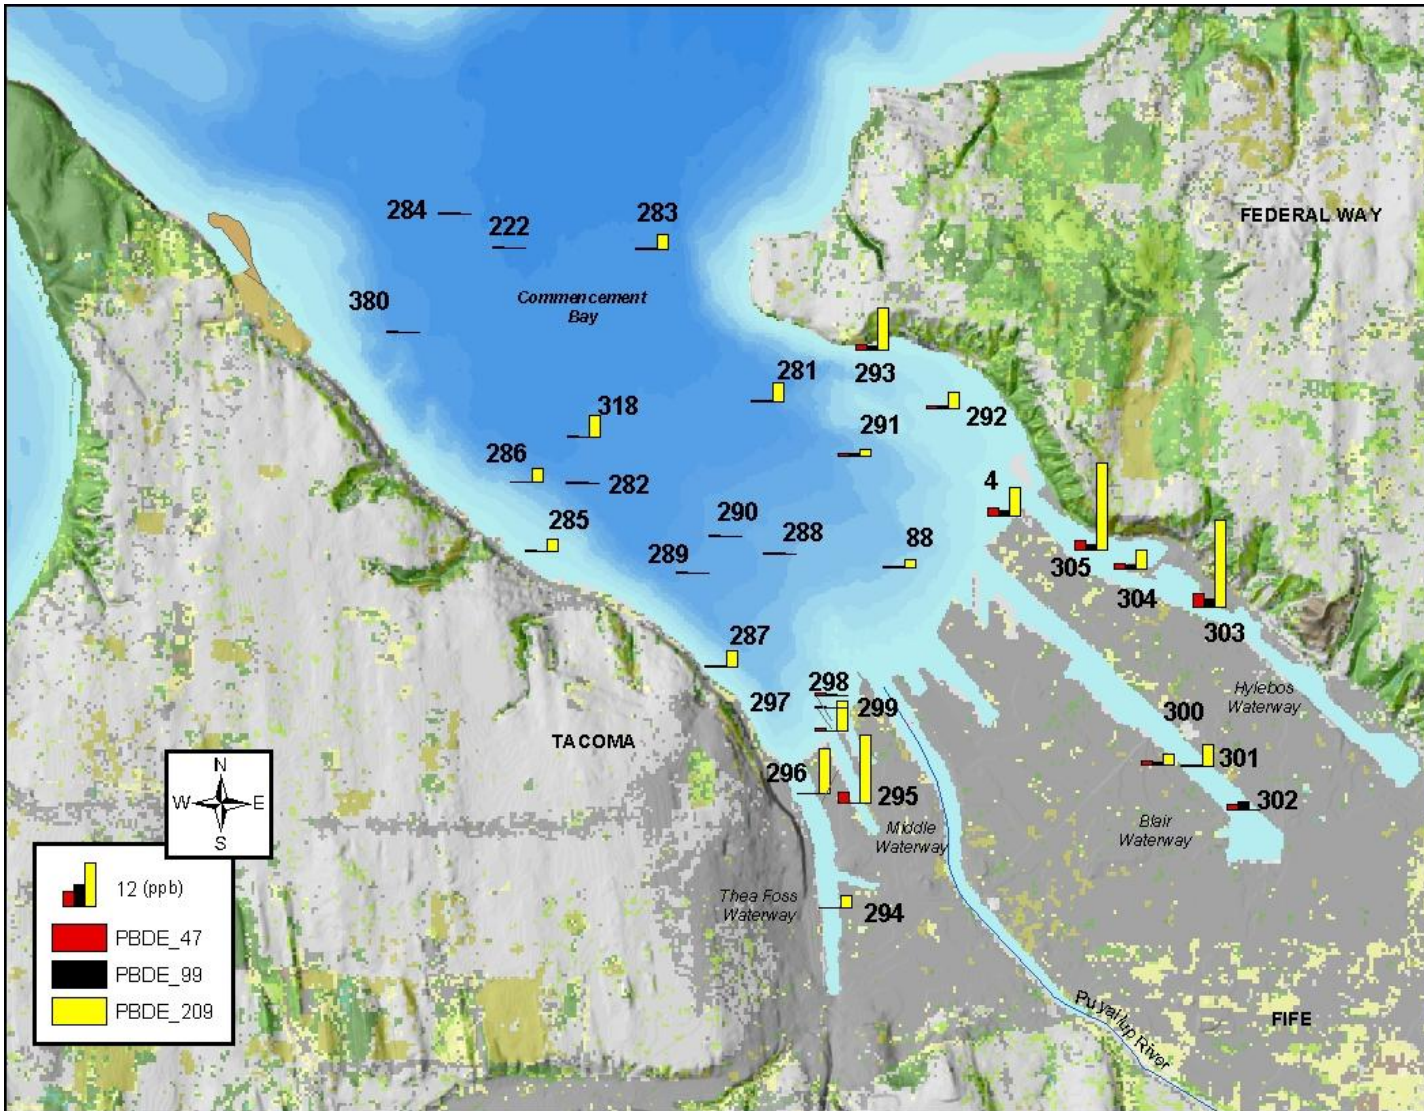 FEDERAL WAY
284
222
283
Commencement
Bay
380
293
281
292
318
291
286
282
4
290
288
88
285
289
305
304
303
287
298
297
299
Hylebos
Waterway
300
TACOMA
301
296
295
302
Middle
Waterway
Blair
Waterway
N
W E
S
12 (ppb)
PBDE_47
PBDE_99
PBDE_209
Thea Foss
Waterway
294
Puyallup River
FIFE